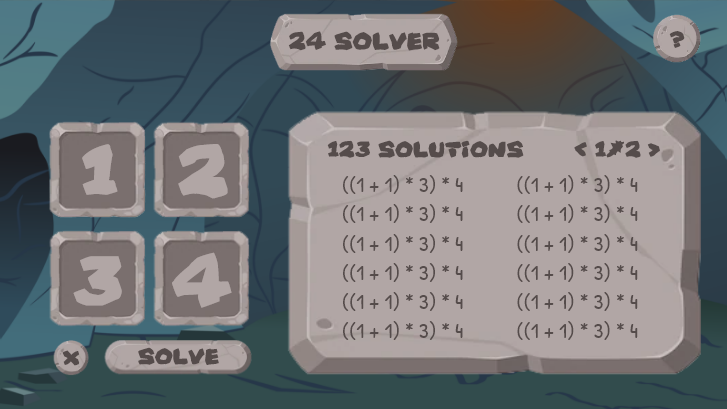 24 SOLVER
?
1 2
3 4
× SOLVE
123 SOLUTIONS < 1/2 >
((1 + 1) * 3) * 4 ((1 + 1) * 3) * 4
((1 + 1) * 3) * 4 ((1 + 1) * 3) * 4
((1 + 1) * 3) * 4 ((1 + 1) * 3) * 4
((1 + 1) * 3) * 4 ((1 + 1) * 3) * 4
((1 + 1) * 3) * 4 ((1 + 1) * 3) * 4
((1 + 1) * 3) * 4 ((1 + 1) * 3) * 4